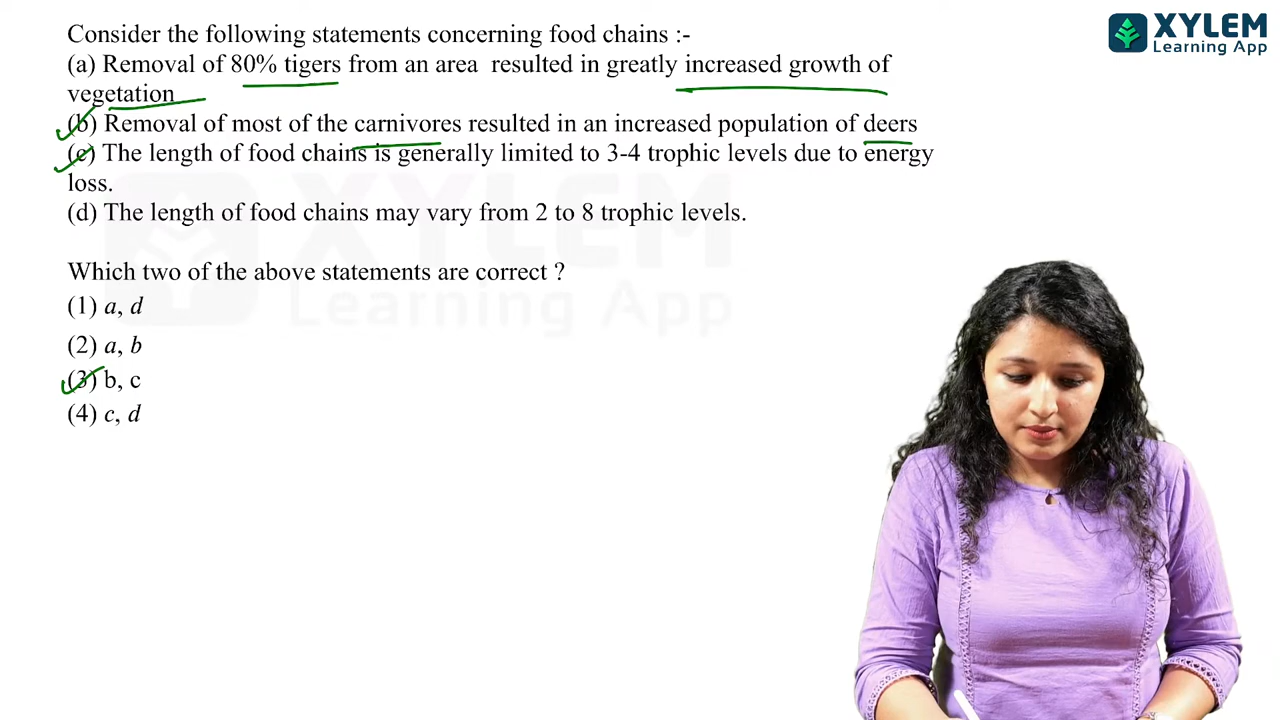 XYLEM
Learning App
Consider the following statements concerning food chains :-
(a) Removal of 80% tigers from an area resulted in greatly increased growth of
vegetation
(b) Removal of most of the carnivores resulted in an increased population of deers
(c) The length of food chains is generally limited to 3-4 trophic levels due to energy
loss.
(d) The length of food chains may vary from 2 to 8 trophic levels.
XYLEM
Learning App
Which two of the above statements are correct ?
(1) a, d
(2) a, b
(3) b, c
(4) c, d